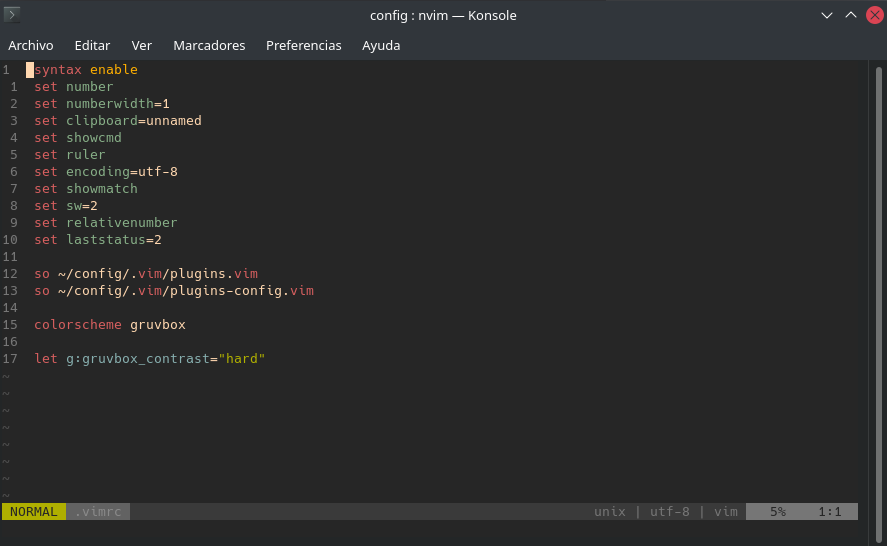 config : nvim — Konsole
Archivo Editar Ver Marcadores Preferencias Ayuda
1 syntax enable
1 set number
2 set numberwidth=1
3 set clipboard=unnamed
4 set showcmd
5 set ruler
6 set encoding=utf-8
7 set showmatch
8 set sw=2
9 set relativenumber
10 set laststatus=2
11
12 so ~/config/.vim/plugins.vim
13 so ~/config/.vim/plugins-config.vim
14
15 colorscheme gruvbox
16
17 let g:gruvbox_contrast="hard"
~
~
~
~
~
~
~
~
NORMAL .vimrc unix | utf-8 | vim 5% 1:1